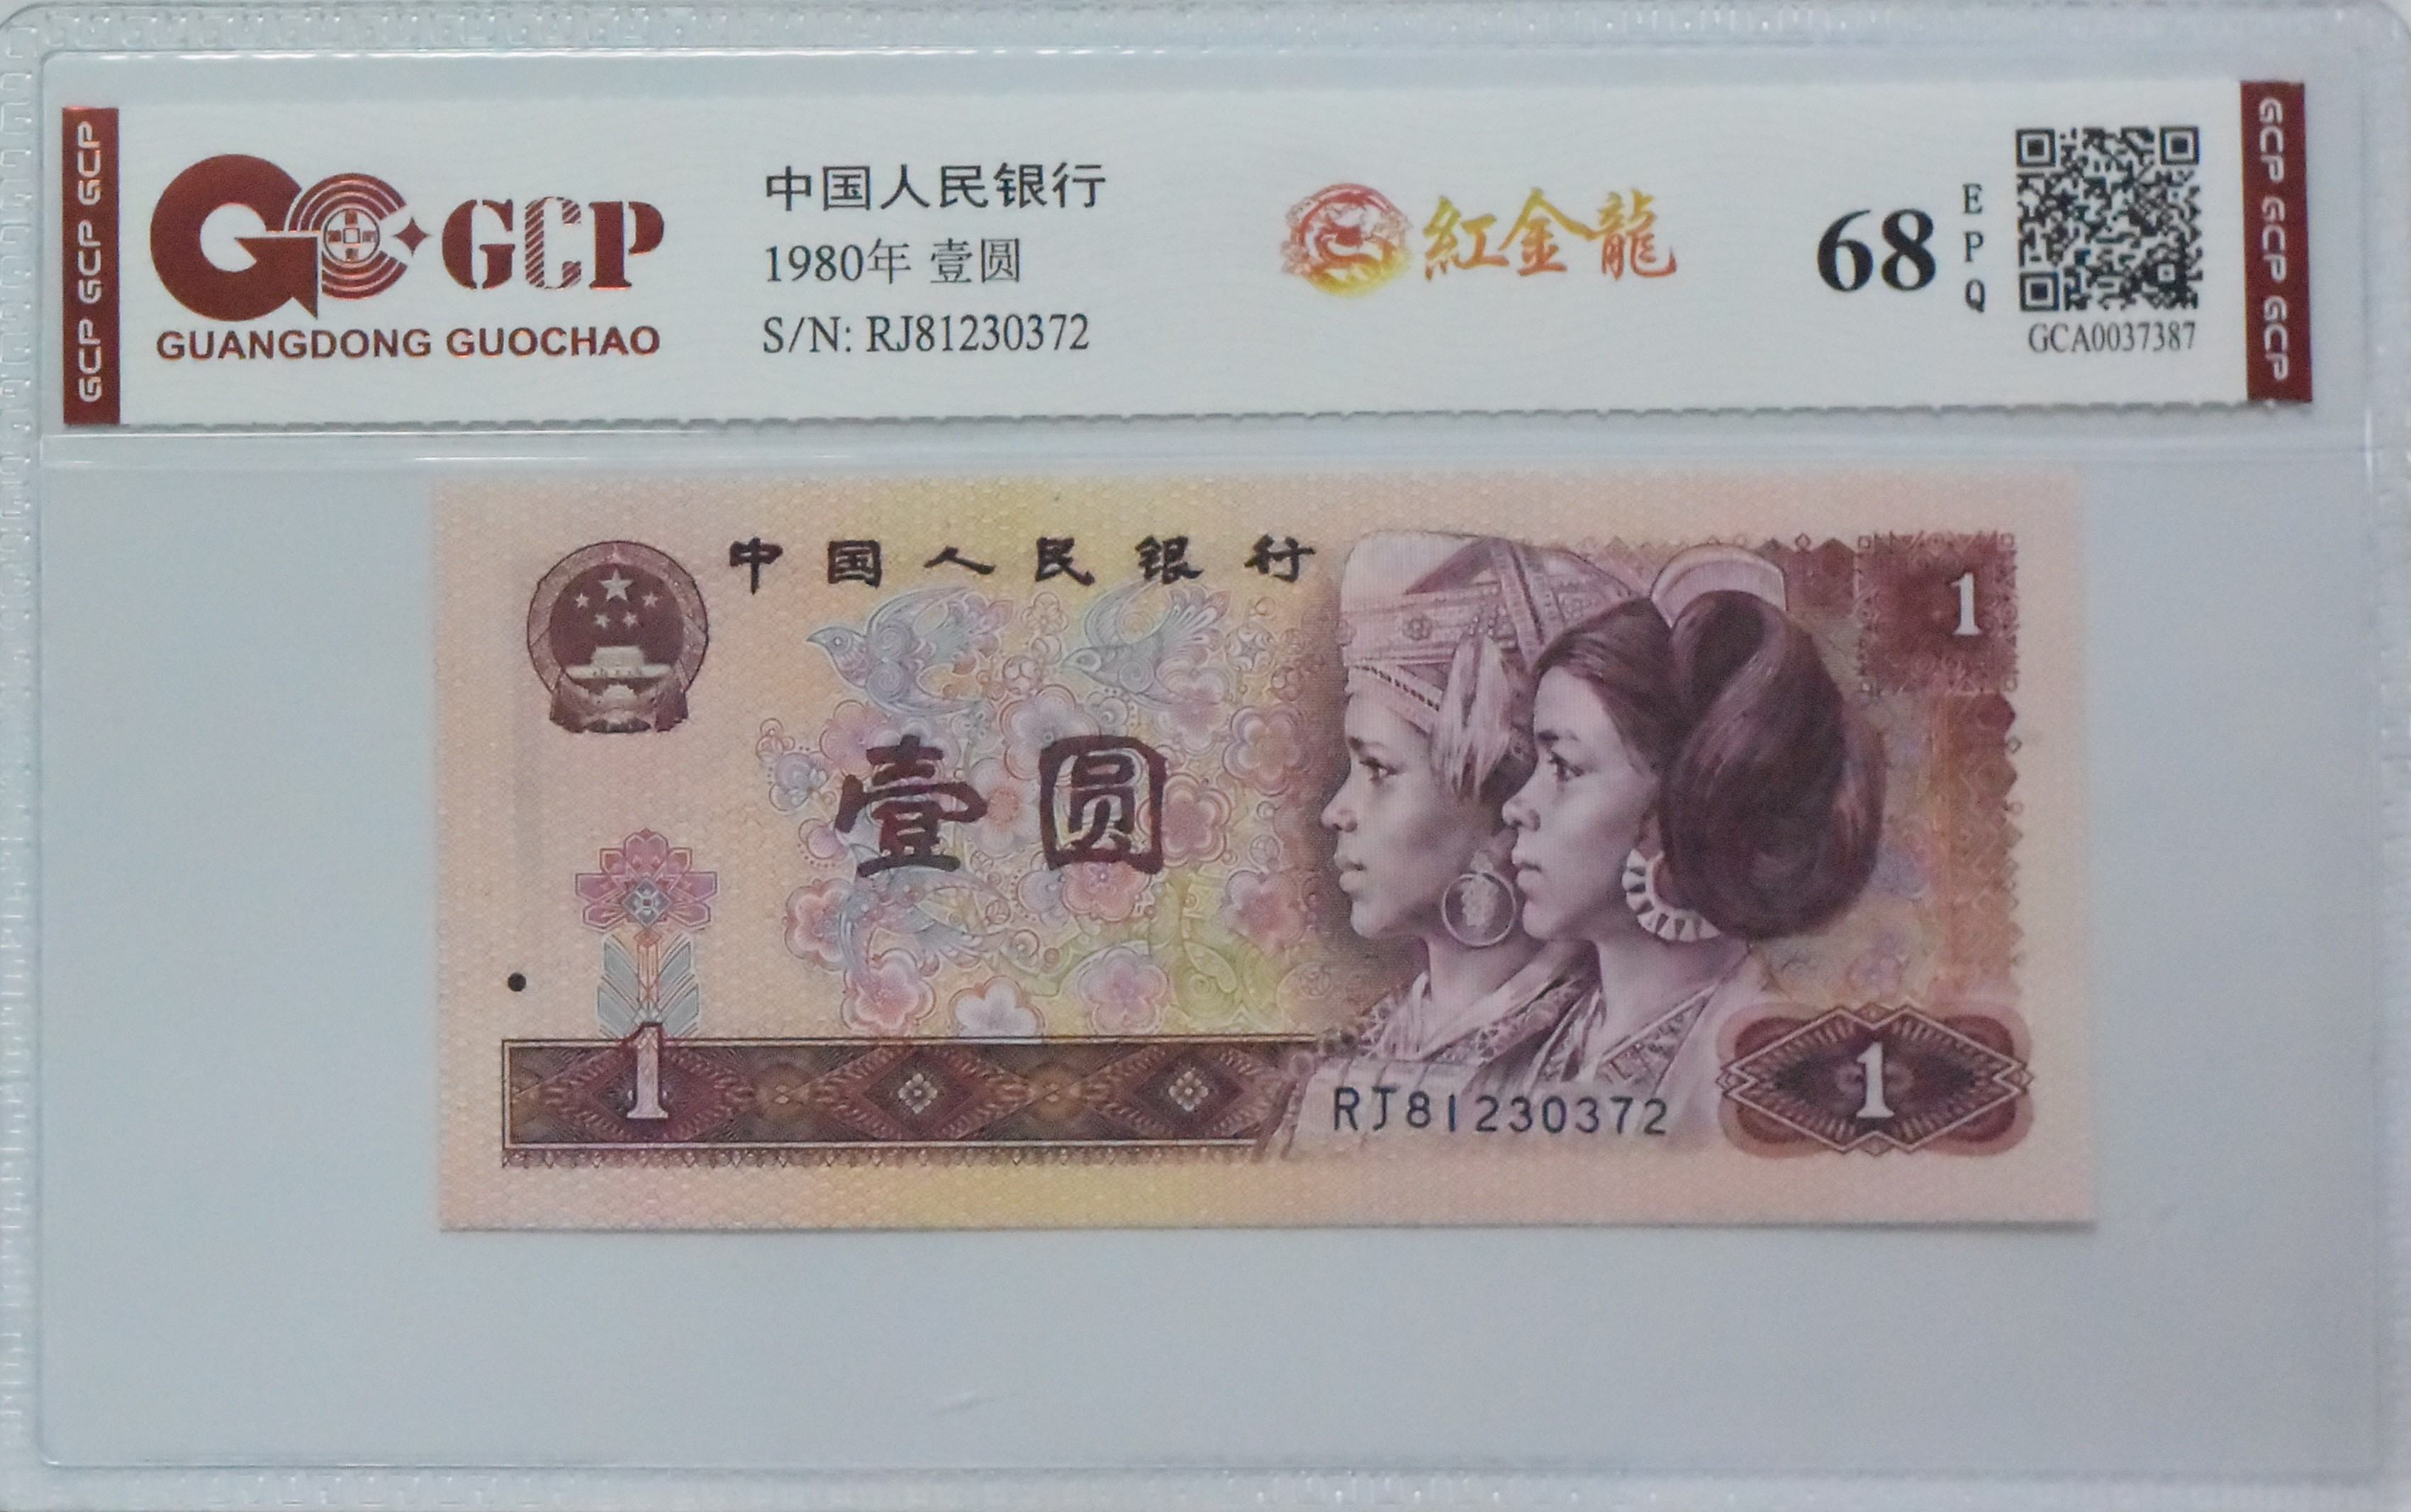 GCP GCP GCP
GCP
GUANGDONG GUOCHAO
中国人民银行
1980年 壹圆
S/N: RJ81230372
紅金龍
68
EPQ
GCA0037387
GCP GCP GCP
中国人民银行
1
壹圆
1
RJ81230372
1